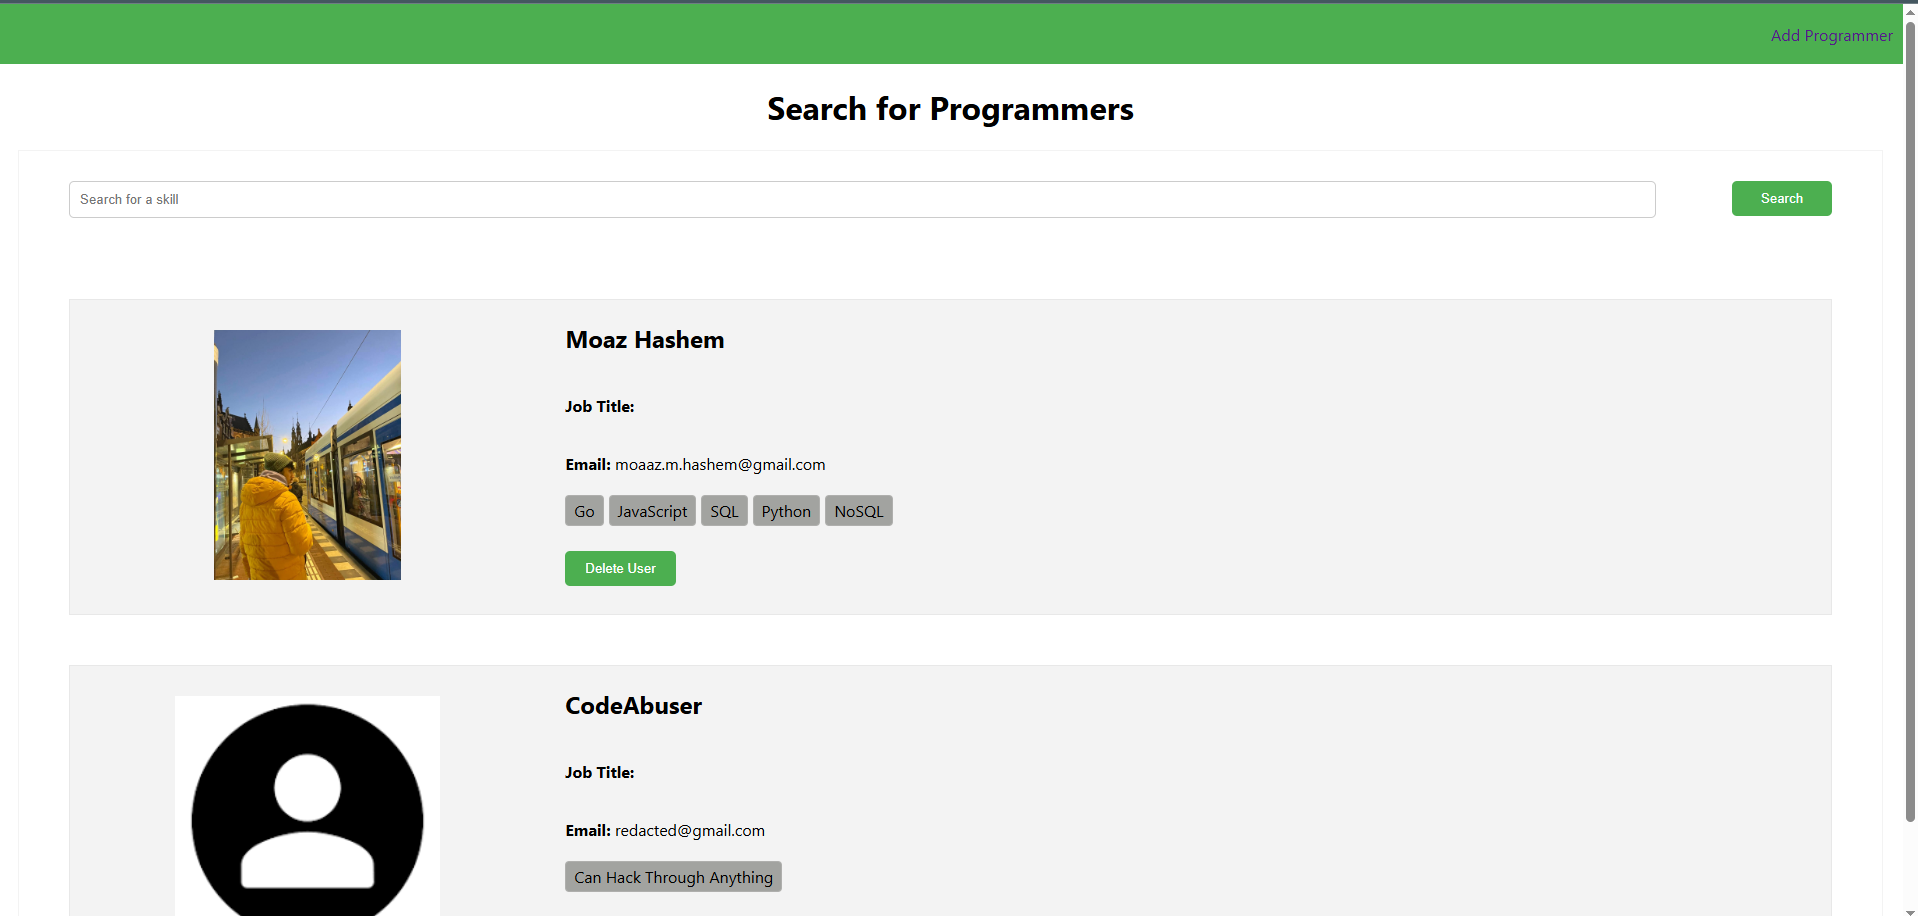 Add Programmer
Search for Programmers
Search for a skill
Search
Moaz Hashem
Job Title:
Email: moaaz.m.hashem@gmail.com
Go JavaScript SQL Python NoSQL
Delete User
CodeAbuser
Job Title:
Email: redacted@gmail.com
Can Hack Through Anything